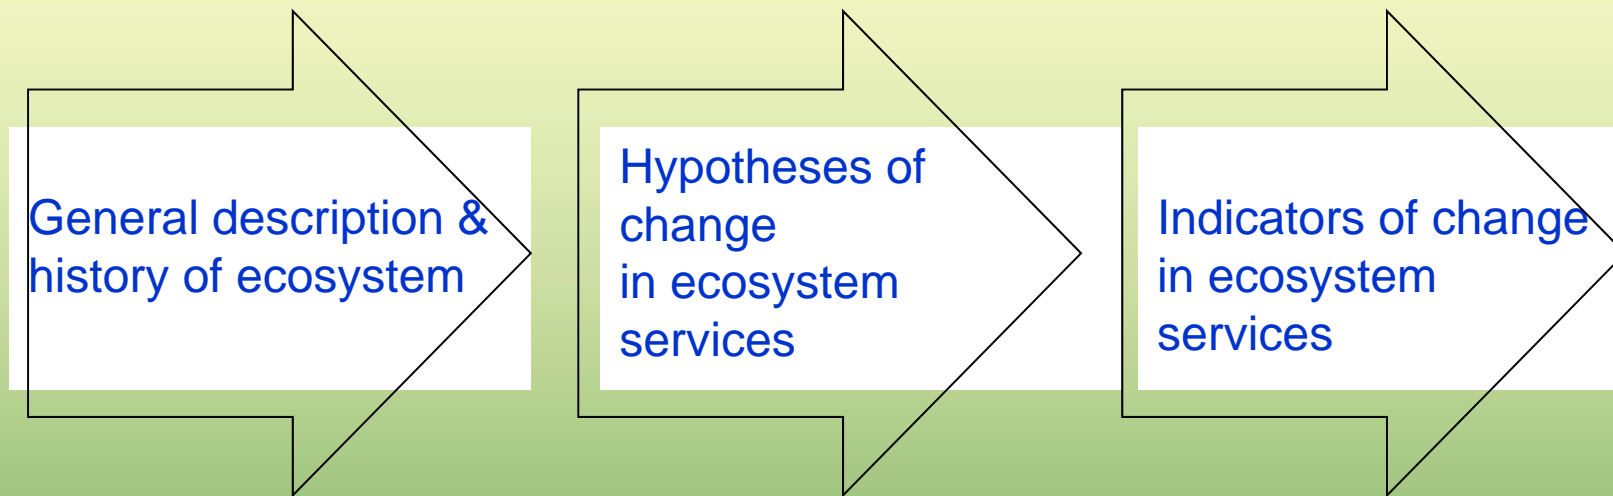 General description &
history of ecosystem
Hypotheses of
change
in ecosystem
services
Indicators of change
in ecosystem
services